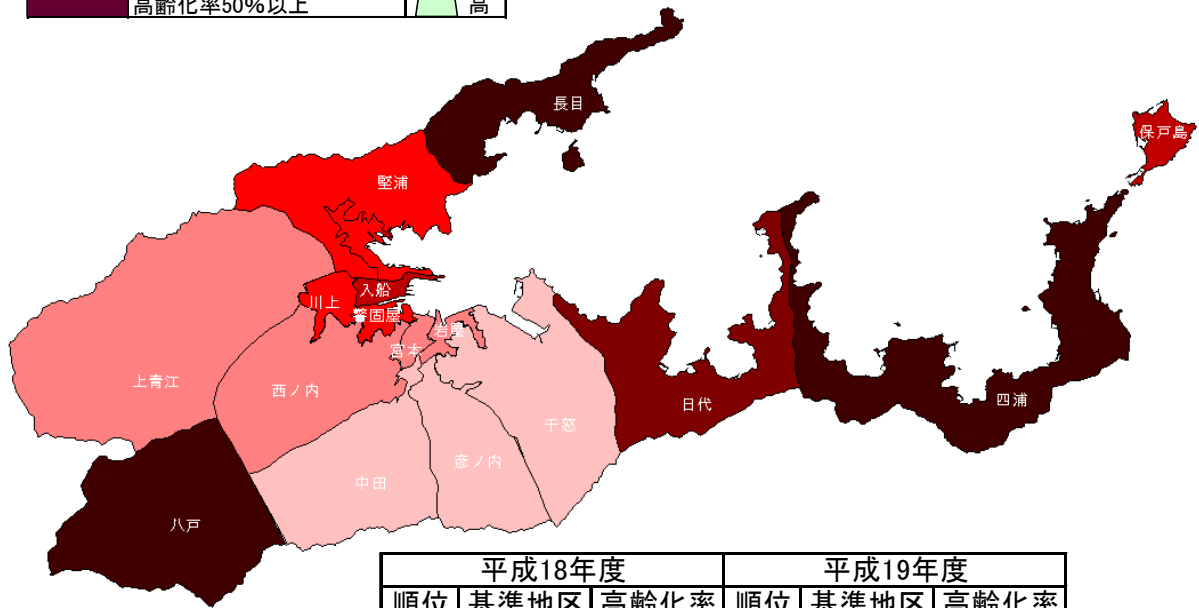 高齢化率50%以上 高
長目
保戸島
堅浦
入船
川上
警固屋
岩屋
宮本
上青江
西ノ内
日代
四浦
干怒
彦ノ内
中田
八戸
平成18年度 平成19年度
順位 基準地区 高齢化率 順位 基準地区 高齢化率